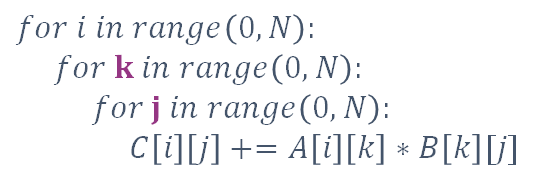 for i in range(0, N):
for k in range(0, N):
for j in range(0, N):
C[i][j] += A[i][k] * B[k][j]